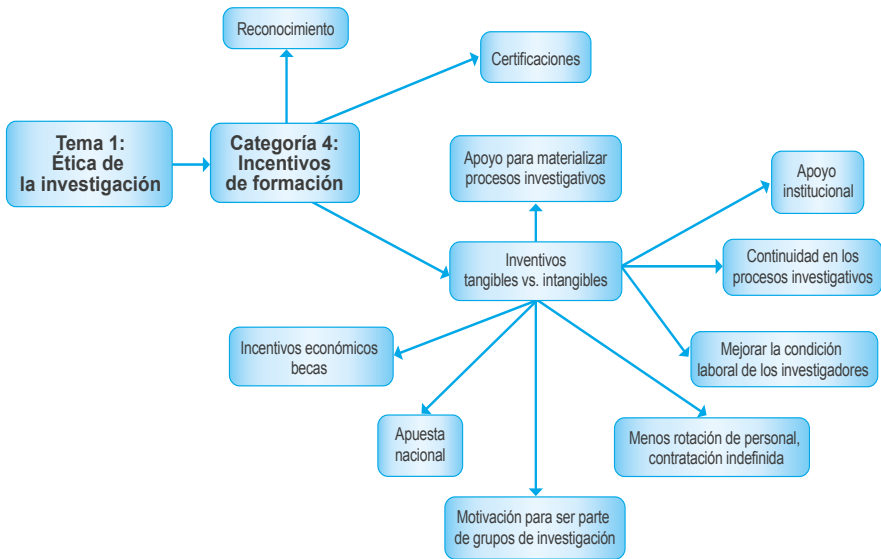 Reconocimiento
Certificaciones
Tema 1:
Ética de
la investigación
Categoría 4:
Incentivos
de formación
Apoyo para materializar
procesos investigativos
Apoyo
institucional
Inventivos
tangibles vs. intangibles
Continuidad en los
procesos investigativos
Incentivos económicos
becas
Mejorar la condición
laboral de los investigadores
Apuesta
nacional
Menos rotación de personal,
contratación indefinida
Motivación para ser parte
de grupos de investigación